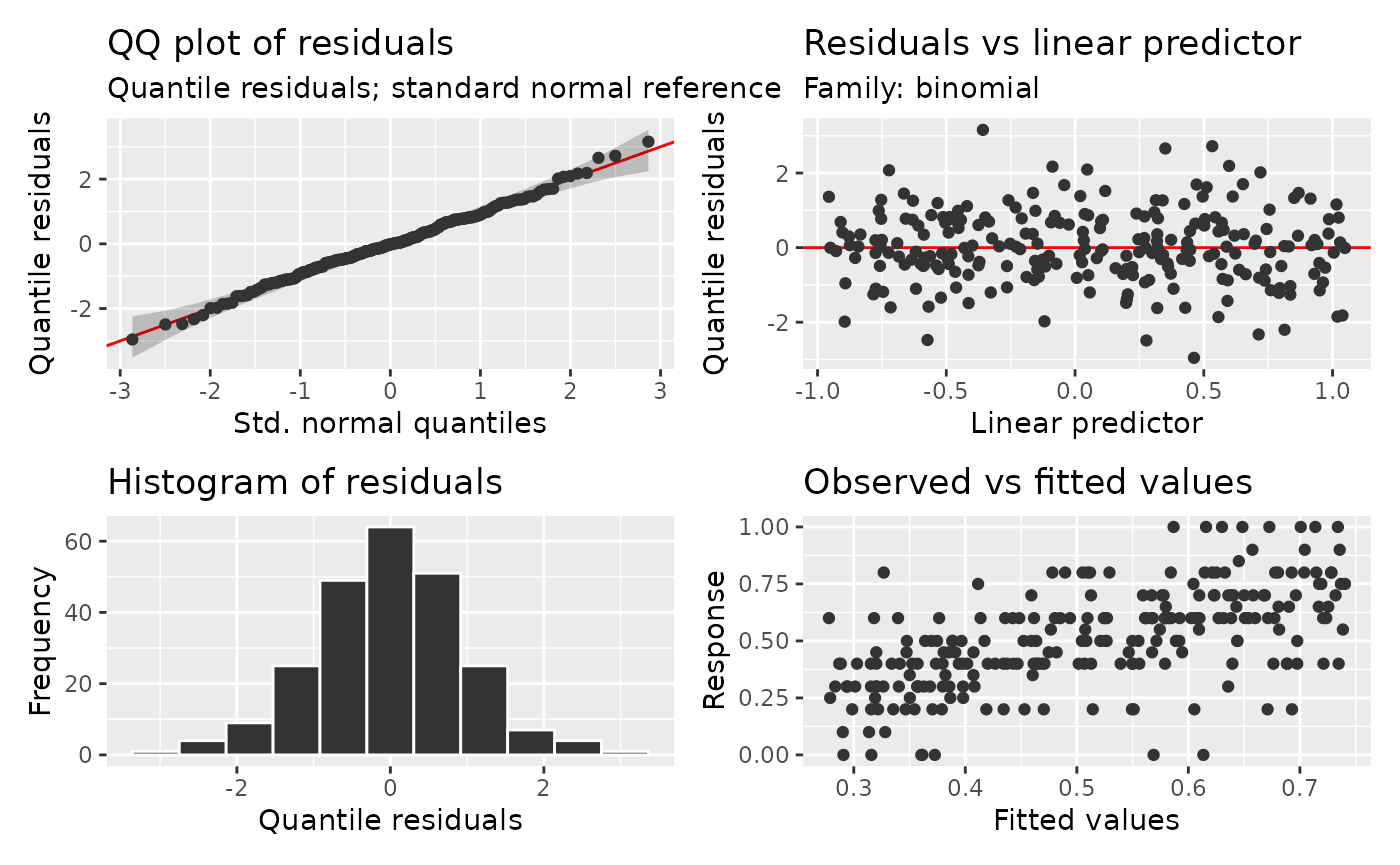 QQ plot of residuals
Quantile residuals; standard normal reference
Quantile residuals
2
0
-2
-3
-2
-1
0
1
2
3
Std. normal quantiles
Residuals vs linear predictor
Family: binomial
Quantile residuals
2
0
-2
-1.0
-0.5
0.0
0.5
1.0
Linear predictor
Histogram of residuals
Frequency
60
40
20
0
-2
0
2
Quantile residuals
Observed vs fitted values
Response
1.00
0.75
0.50
0.25
0.00
0.3
0.4
0.5
0.6
0.7
Fitted values